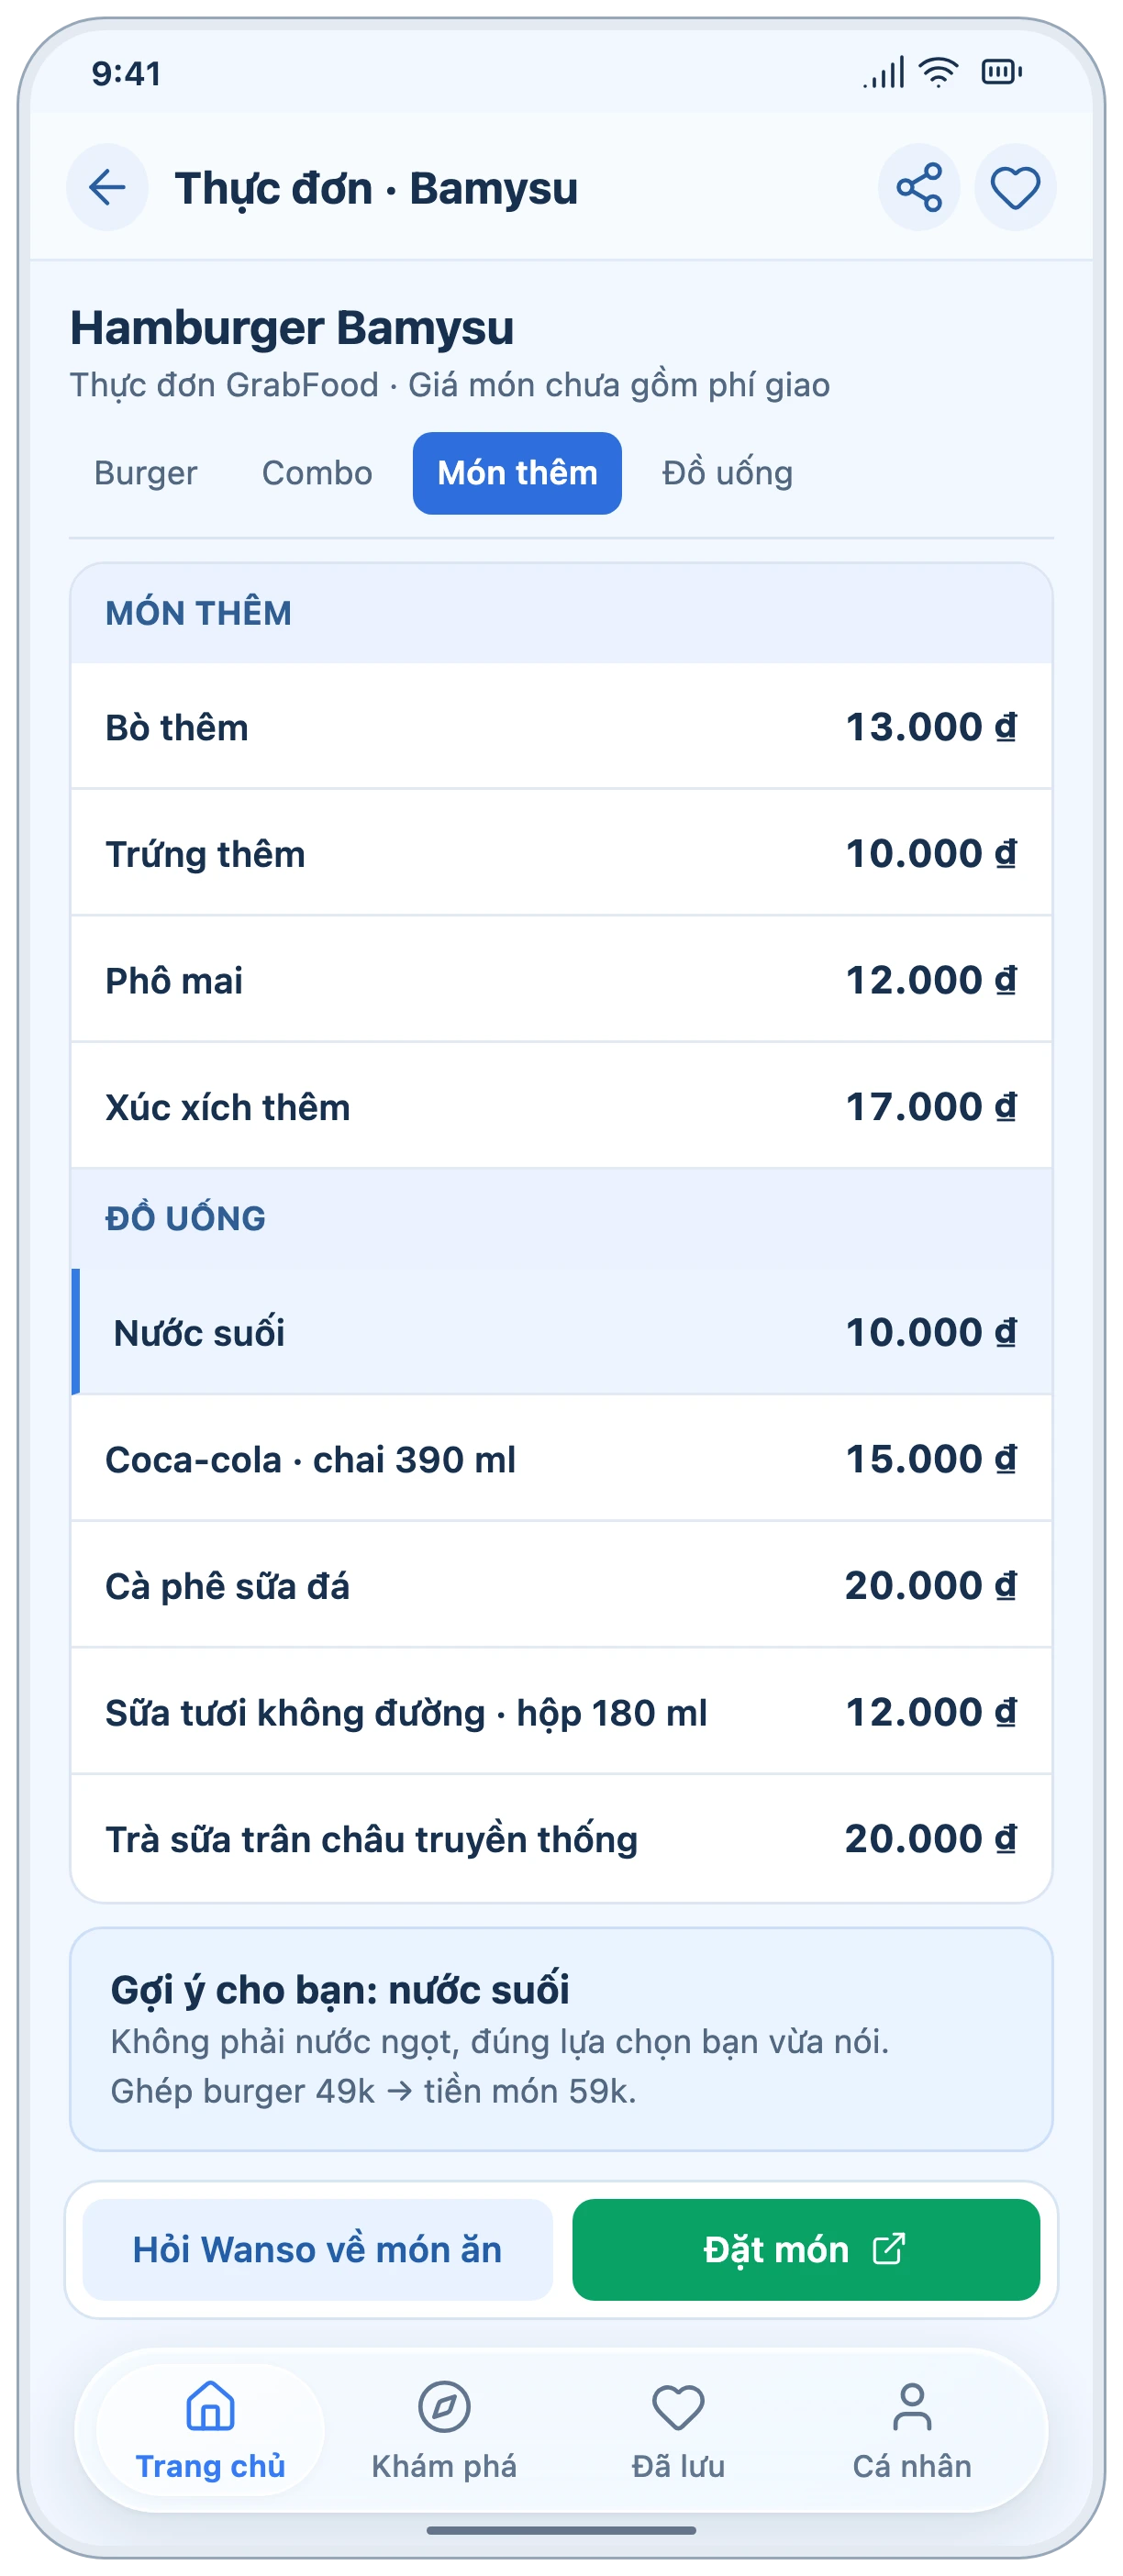 9:41
Thực đơn · Bamysu
Hamburger Bamysu
Thực đơn GrabFood · Giá món chưa gồm phí giao
Burger Combo Món thêm Đồ uống
MÓN THÊM
Bò thêm 13.000 ₫
Trứng thêm 10.000 ₫
Phô mai 12.000 ₫
Xúc xích thêm 17.000 ₫
ĐỒ UỐNG
Nước suối 10.000 ₫
Coca-cola · chai 390 ml 15.000 ₫
Cà phê sữa đá 20.000 ₫
Sữa tươi không đường · hộp 180 ml 12.000 ₫
Trà sữa trân châu truyền thống 20.000 ₫
Gợi ý cho bạn: nước suối
Không phải nước ngọt, đúng lựa chọn bạn vừa nói.
Ghép burger 49k → tiền món 59k.
Hỏi Wanso về món ăn Đặt món
Trang chủ Khám phá Đã lưu Cá nhân